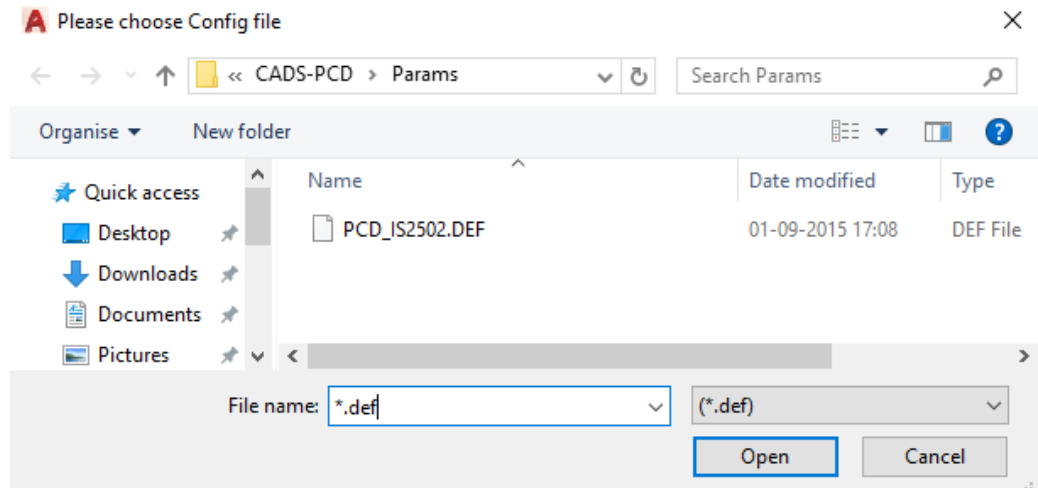 Please choose Config file
« CADS-PCD > Params Search Params
Organise New folder
Name Date modified Type
Quick access
PCD_IS2502.DEF 01-09-2015 17:08 DEF File
Desktop
Downloads
Documents
Pictures
File name: *.def (*.def)
Open Cancel